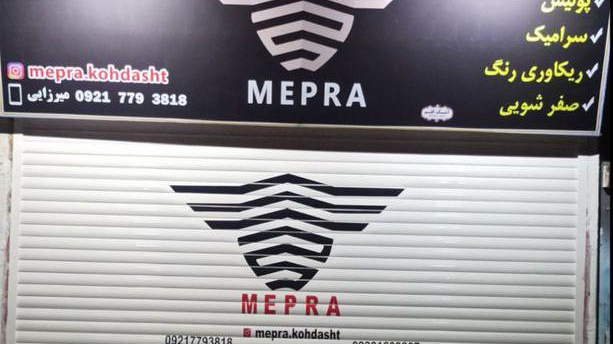 پولیش
سرامیک
ریکاوری رنگ
صفر شویی
mepra.kohdasht
0921 779 3818 میرزایی
MEPRA
MEPRA
mepra.kohdasht
09217793818